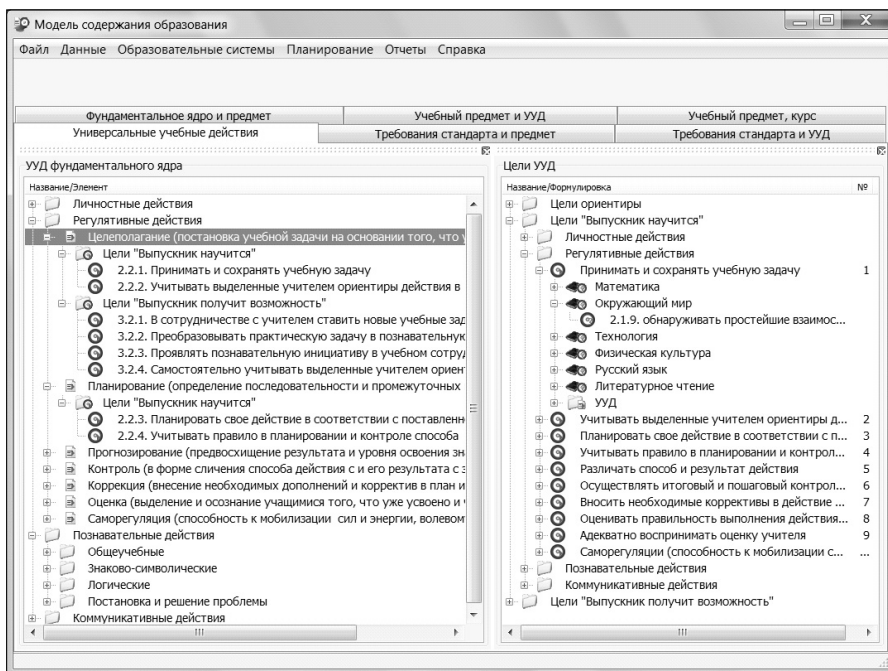 Модель содержания образования
Файл Данные Образовательные системы Планирование Отчеты Справка
Фундаментальное ядро и предмет
Учебный предмет и УУД
Учебный предмет, курс
Универсальные учебные действия
Требования стандарта и предмет
Требования стандарта и УУД
УУД фундаментального ядра
Название/Элемент
Личностные действия
Регулятивные действия
Целеполагание (постановка учебной задачи на основании того, что у
Цели "Выпускник научится"
2.2.1. Принимать и сохранять учебную задачу
2.2.2. Учитывать выделенные учителем ориентиры действия в
Цели "Выпускник получит возможность"
3.2.1. В сотрудничестве с учителем ставить новые учебные зад
3.2.2. Преобразовывать практическую задачу в познавательную
3.2.3. Проявлять познавательную инициативу в учебном сотруд
3.2.4. Самостоятельно учитывать выделенные учителем ориен
Планирование (определение последовательности и промежуточных
Цели "Выпускник научится"
2.2.3. Планировать свое действие в соответствии с поставленн
2.2.4. Учитывать правило в планировании и контроле способа
Прогнозирование (предвосхищение результата и уровня освоения зн
Контроль (в форме сличения способа действия с и его результата с з
Коррекция (внесение необходимых дополнений и корректив в план и
Оценка (выделение и осознание учащимися того, что уже усвоено и ч
Саморегуляция (способность к мобилизации сил и энергии, волевом
Познавательные действия
Общеучебные
Знаково-символические
Логические
Постановка и решение проблемы
Коммуникативные действия
Цели УУД
Название/Формулировка №
Цели ориентиры
Цели "Выпускник научится"
Личностные действия
Регулятивные действия
Принимать и сохранять учебную задачу 1
Математика
Окружающий мир
2.1.9. обнаруживать простейшие взаимос...
Технология
Физическая культура
Русский язык
Литературное чтение
УУД
Учитывать выделенные учителем ориентиры д... 2
Планировать свое действие в соответствии с п... 3
Учитывать правило в планировании и контрол... 4
Различать способ и результат действия 5
Осуществлять итоговый и пошаговый контрол... 6
Вносить необходимые коррективы в действие ... 7
Оценивать правильность выполнения действия... 8
Адекватно воспринимать оценку учителя 9
Саморегуляции (способность к мобилизации с... ...
Познавательные действия
Коммуникативные действия
Цели "Выпускник получит возможность"